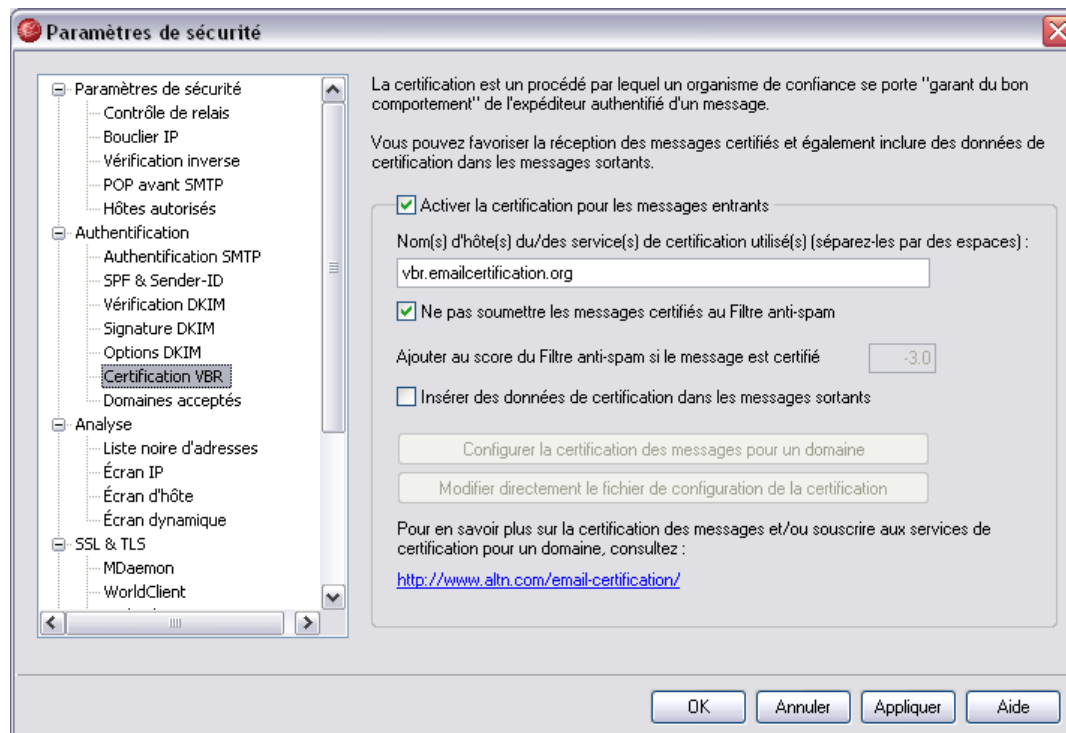 Paramètres de sécurité
Paramètres de sécurité
Contrôle de relais
Bouclier IP
Vérification inverse
POP avant SMTP
Hôtes autorisés
Authentification
Authentification SMTP
SPF & Sender-ID
Vérification DKIM
Signature DKIM
Options DKIM
Certification VBR
Domaines acceptés
Analyse
Liste noire d'adresses
Écran IP
Écran d'hôte
Écran dynamique
SSL & TLS
MDaemon
WorldClient
La certification est un procédé par lequel un organisme de confiance se porte "garant du bon
comportement" de l'expéditeur authentifié d'un message.
Vous pouvez favoriser la réception des messages certifiés et également inclure des données de
certification dans les messages sortants.
Activer la certification pour les messages entrants
Nom(s) d'hôte(s) du/des service(s) de certification utilisé(s) (séparez-les par des espaces) :
vbr.emailcertification.org
Ne pas soumettre les messages certifiés au Filtre anti-spam
Ajouter au score du Filtre anti-spam si le message est certifié -3.0
Insérer des données de certification dans les messages sortants
Configurer la certification des messages pour un domaine
Modifier directement le fichier de configuration de la certification
Pour en savoir plus sur la certification des messages et/ou souscrire aux services de
certification pour un domaine, consultez :
http://www.altn.com/email-certification/
OK Annuler Appliquer Aide